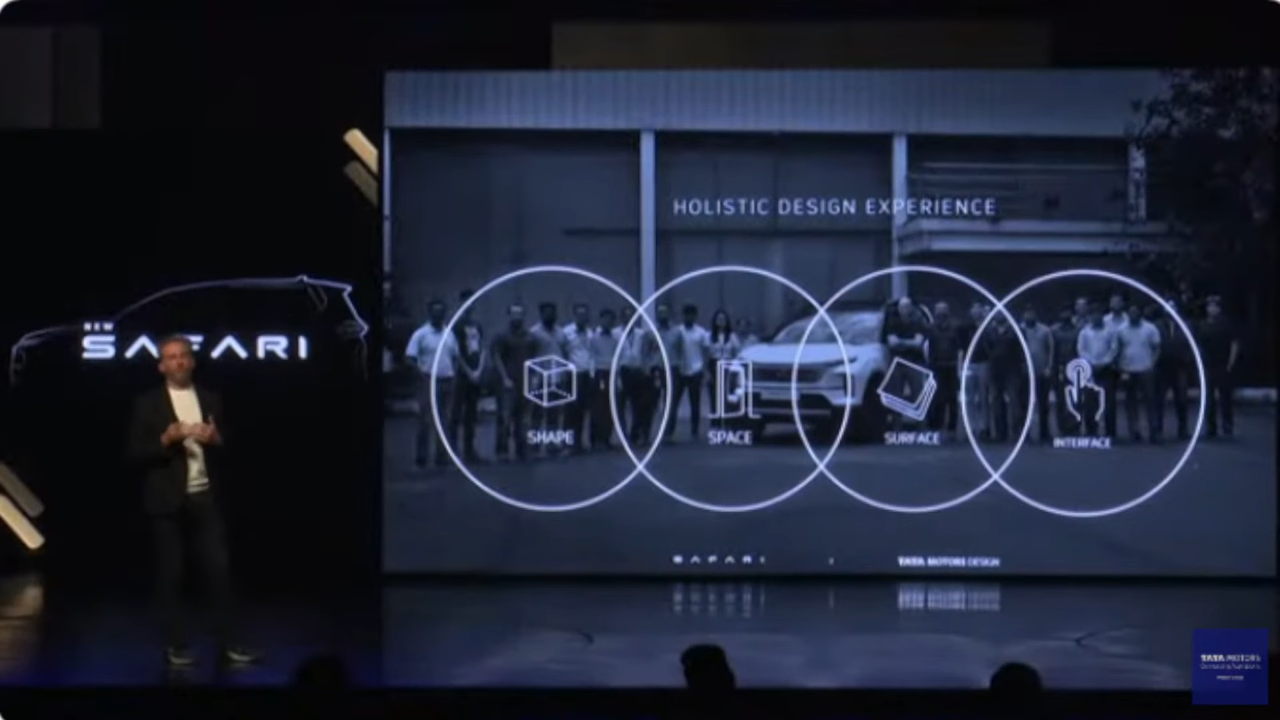 HOLISTIC DESIGN EXPERIENCE
NEW
SAFARI
SHAPE
SPACE
SURFACE
INTERFACE
SAFARI
TATA MOTORS DESIGN
TATA MOTORS